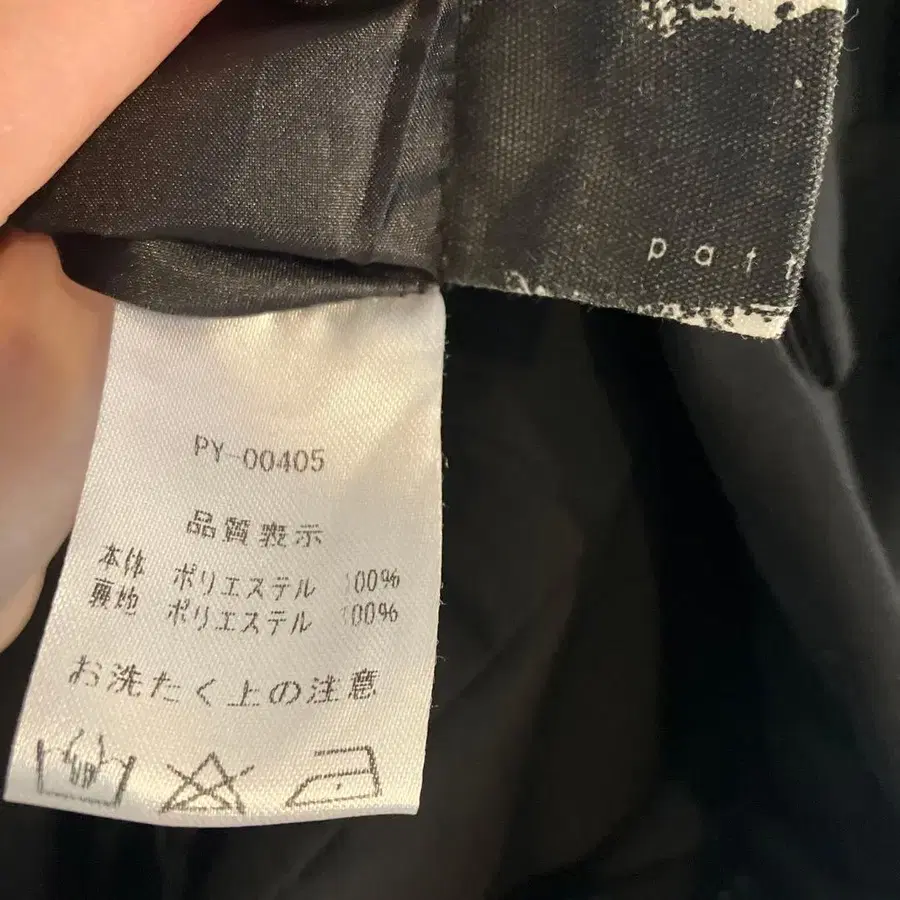 PY-00405
品質表示
本体 ポリエステル 100%
裏地 ポリエステル 100%
お洗たく上の注意